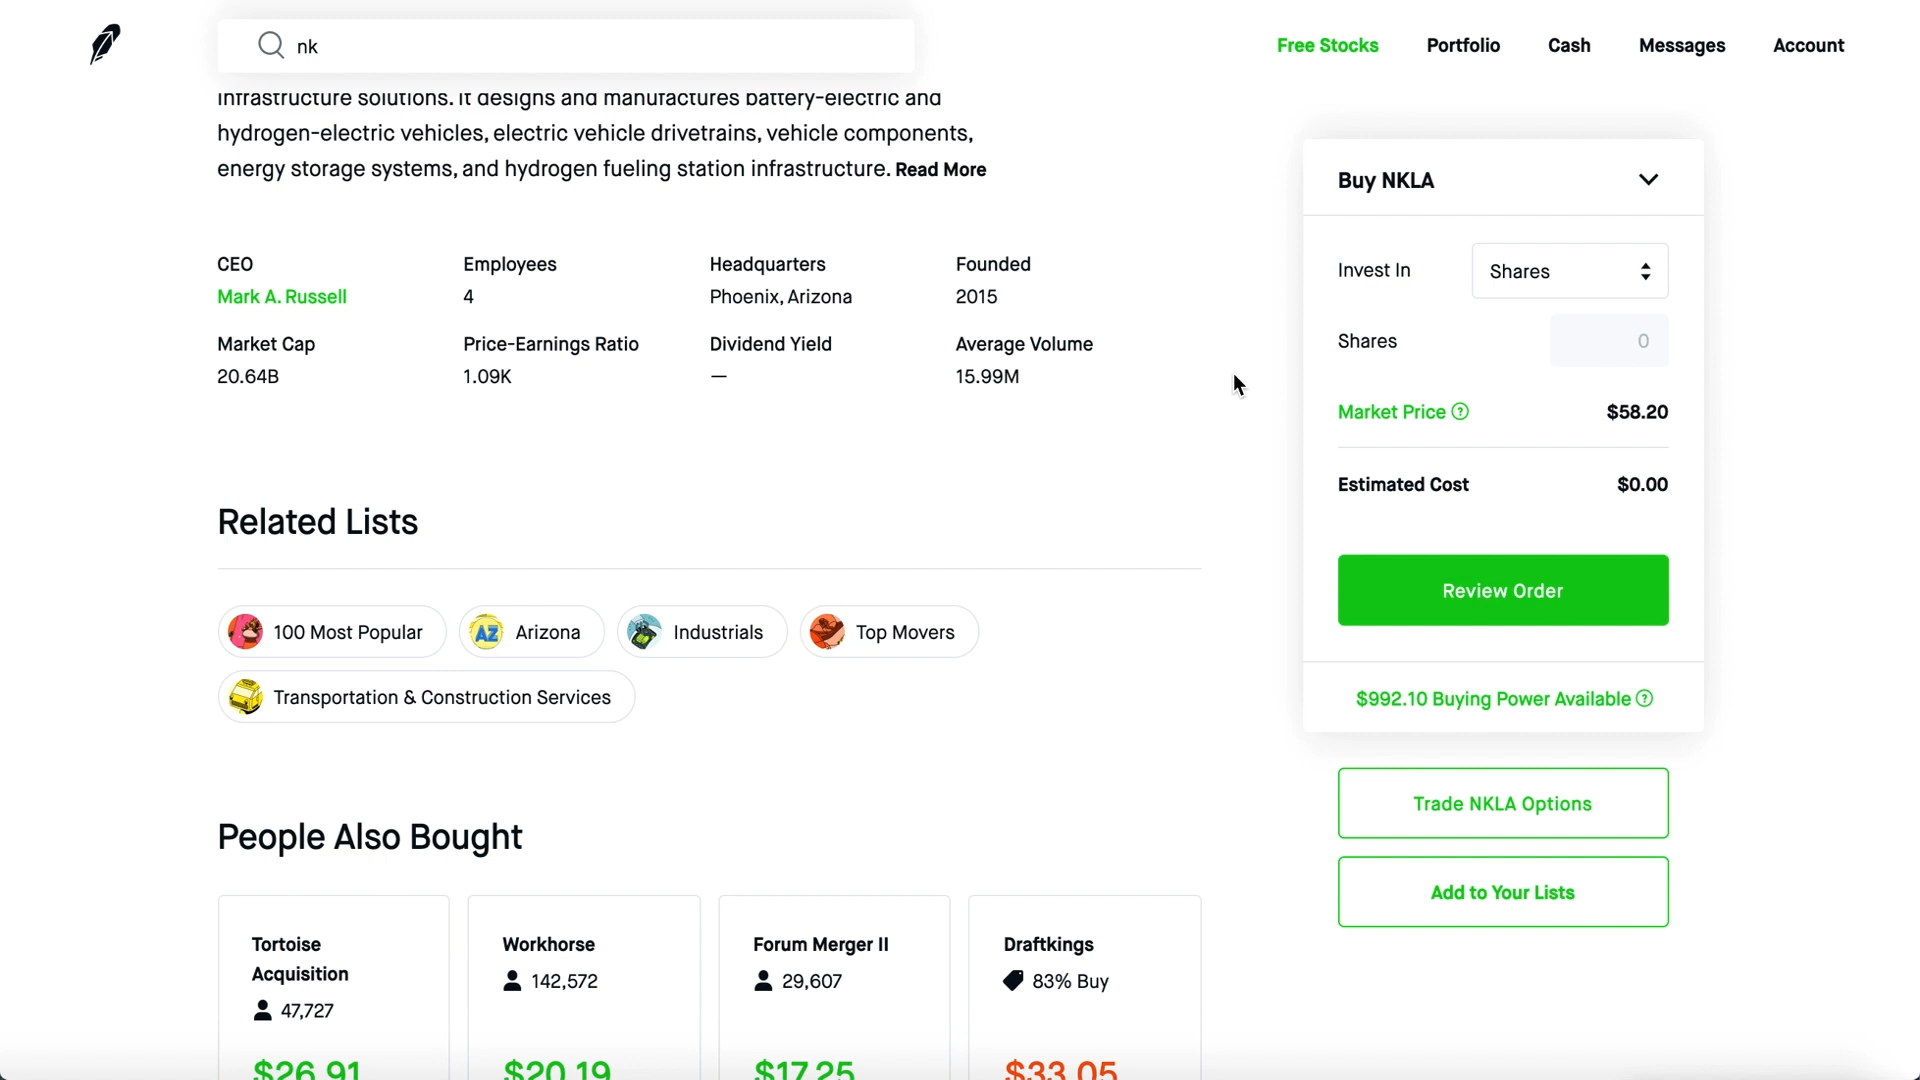 nk
Free Stocks
Portfolio
Cash
Messages
Account
infrastructure solutions. It designs and manufactures battery-electric and
hydrogen-electric vehicles, electric vehicle drivetrains, vehicle components,
energy storage systems, and hydrogen fueling station infrastructure. Read More
CEO
Mark A. Russell
Employees
4
Headquarters
Phoenix, Arizona
Founded
2015
Market Cap
20.64B
Price-Earnings Ratio
1.09K
Dividend Yield
—
Average Volume
15.99M
Related Lists
100 Most Popular
AZ
Arizona
Industrials
Top Movers
Transportation & Construction Services
People Also Bought
Tortoise
Acquisition
47,727
$26.91
Workhorse
142,572
$20.19
Forum Merger II
29,607
$17.25
Draftkings
83% Buy
$33.05
Buy NKLA
Invest In
Shares
Shares
0
Market Price ?
$58.20
Estimated Cost
$0.00
Review Order
$992.10 Buying Power Available ?
Trade NKLA Options
Add to Your Lists